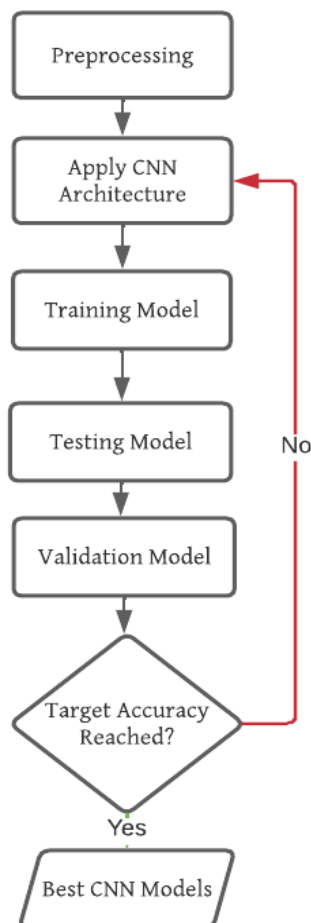 Preprocessing
Apply CNN
Architecture
Training Model
Testing Model
No
Validation Model
Target Accuracy
Reached?
Yes
Best CNN Models